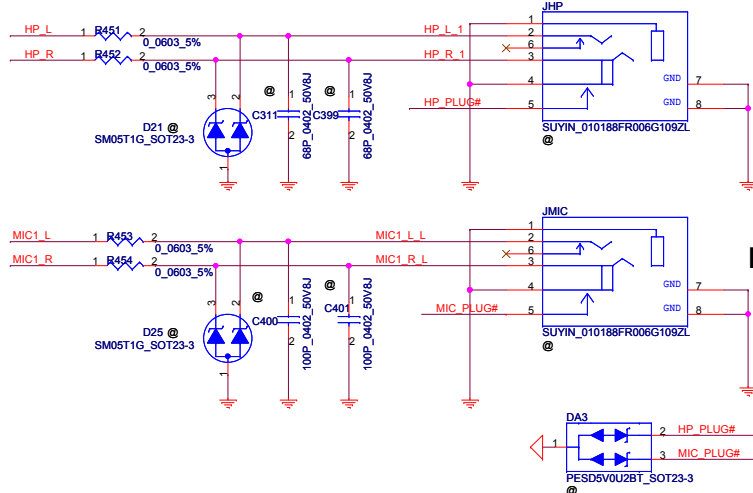 JHP
HP_L 1 R451 2 HP_L_1 1
0_0603_5% 2
HP_R 1 R452 2 HP_R_1 6
0_0603_5% 3
@ @ 4 GND 7
HP_PLUG# 5 GND 8
3 2 1 1
D21 @ C311 C399
SM05T1G_SOT23-3 2 2
68P_0402_50V8J 68P_0402_50V8J
1
SUYIN_010188FR006G109ZL
@
JMIC
MIC1_L 1 R453 2 MIC1_L_L 1
0_0603_5% 2
MIC1_R 1 R454 2 MIC1_R_L 6
0_0603_5% 3
@ @ 4 GND 7
MIC_PLUG# 5 GND 8
3 2 1 1
D25 @ C400 C401
SM05T1G_SOT23-3 2 2
100P_0402_50V8J 100P_0402_50V8J
1
SUYIN_010188FR006G109ZL
@
DA3
1 2 HP_PLUG#
3 MIC_PLUG#
PESD5V0U2BT_SOT23-3
@